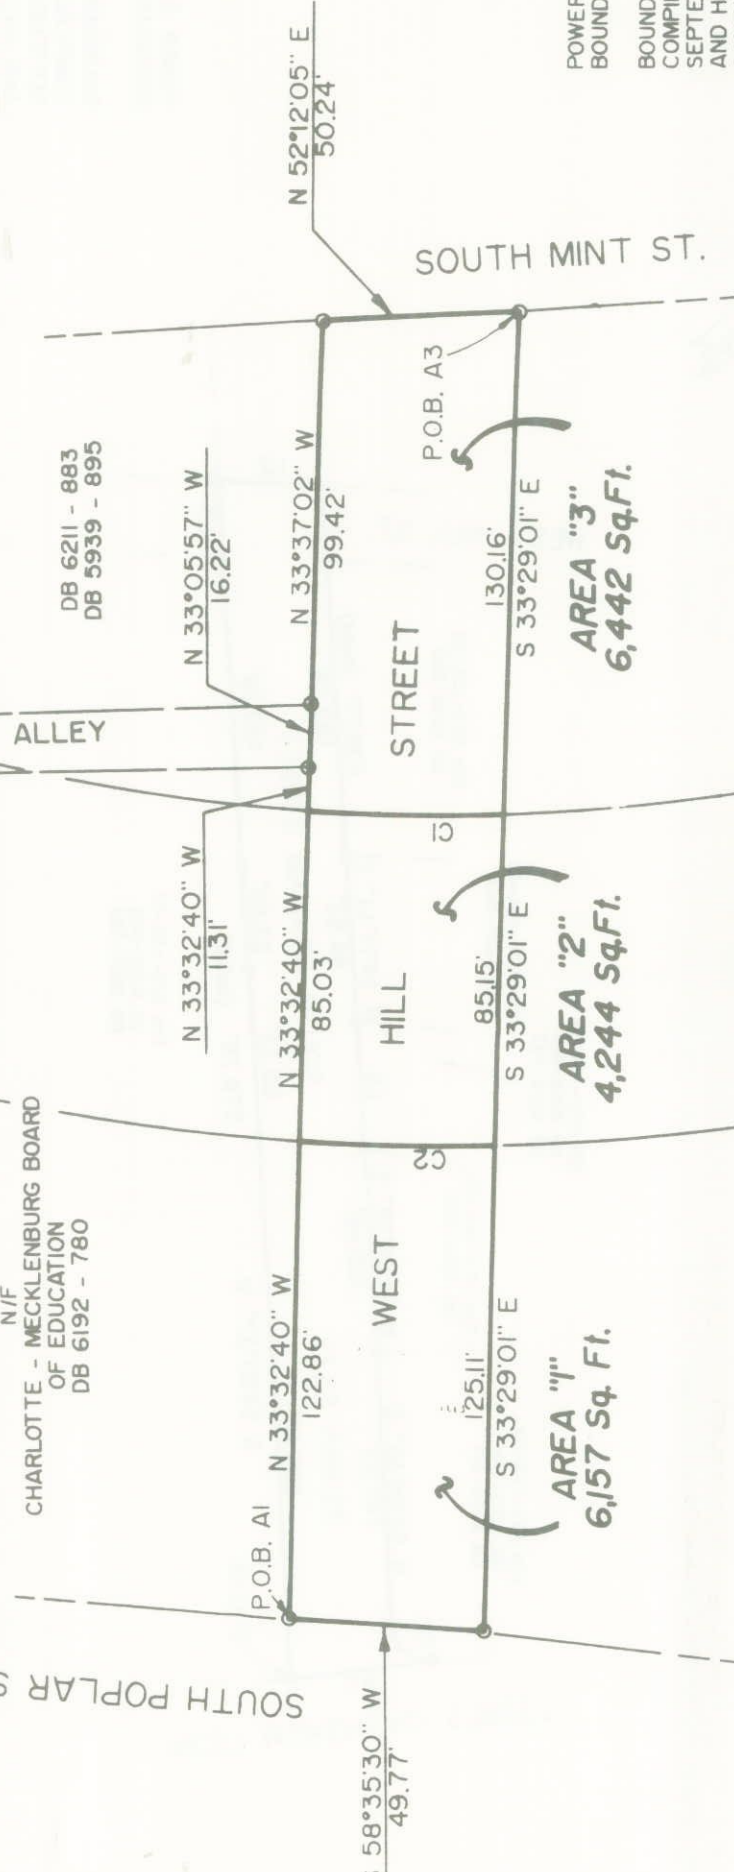 POWER
BOUND
BOUND
COMPI
SEPTE
AND H
N 52°12'05" E
50.24'
SOUTH MINT ST.
P.O.B. A3
DB 6211 - 883
DB 5939 - 895
N 33°05'57" W
16.22'
N 33°37'02" W
99.42'
130.16'
S 33°29'01" E
AREA "3"
6,442 Sq.Ft.
STREET
ALLEY
C1
N 33°32'40" W
11.31'
N 33°32'40" W
85.03'
HILL
85.15'
S 33°29'01" E
AREA "2"
4,244 Sq.Ft.
N/F
CHARLOTTE - MECKLENBURG BOARD
OF EDUCATION
DB 6192 - 780
C2
WEST
N 33°32'40" W
122.86'
125.11'
S 33°29'01" E
AREA "1"
6,157 Sq. Ft.
P.O.B. A1
SOUTH POPLAR S
58°35'30" W
49.77'